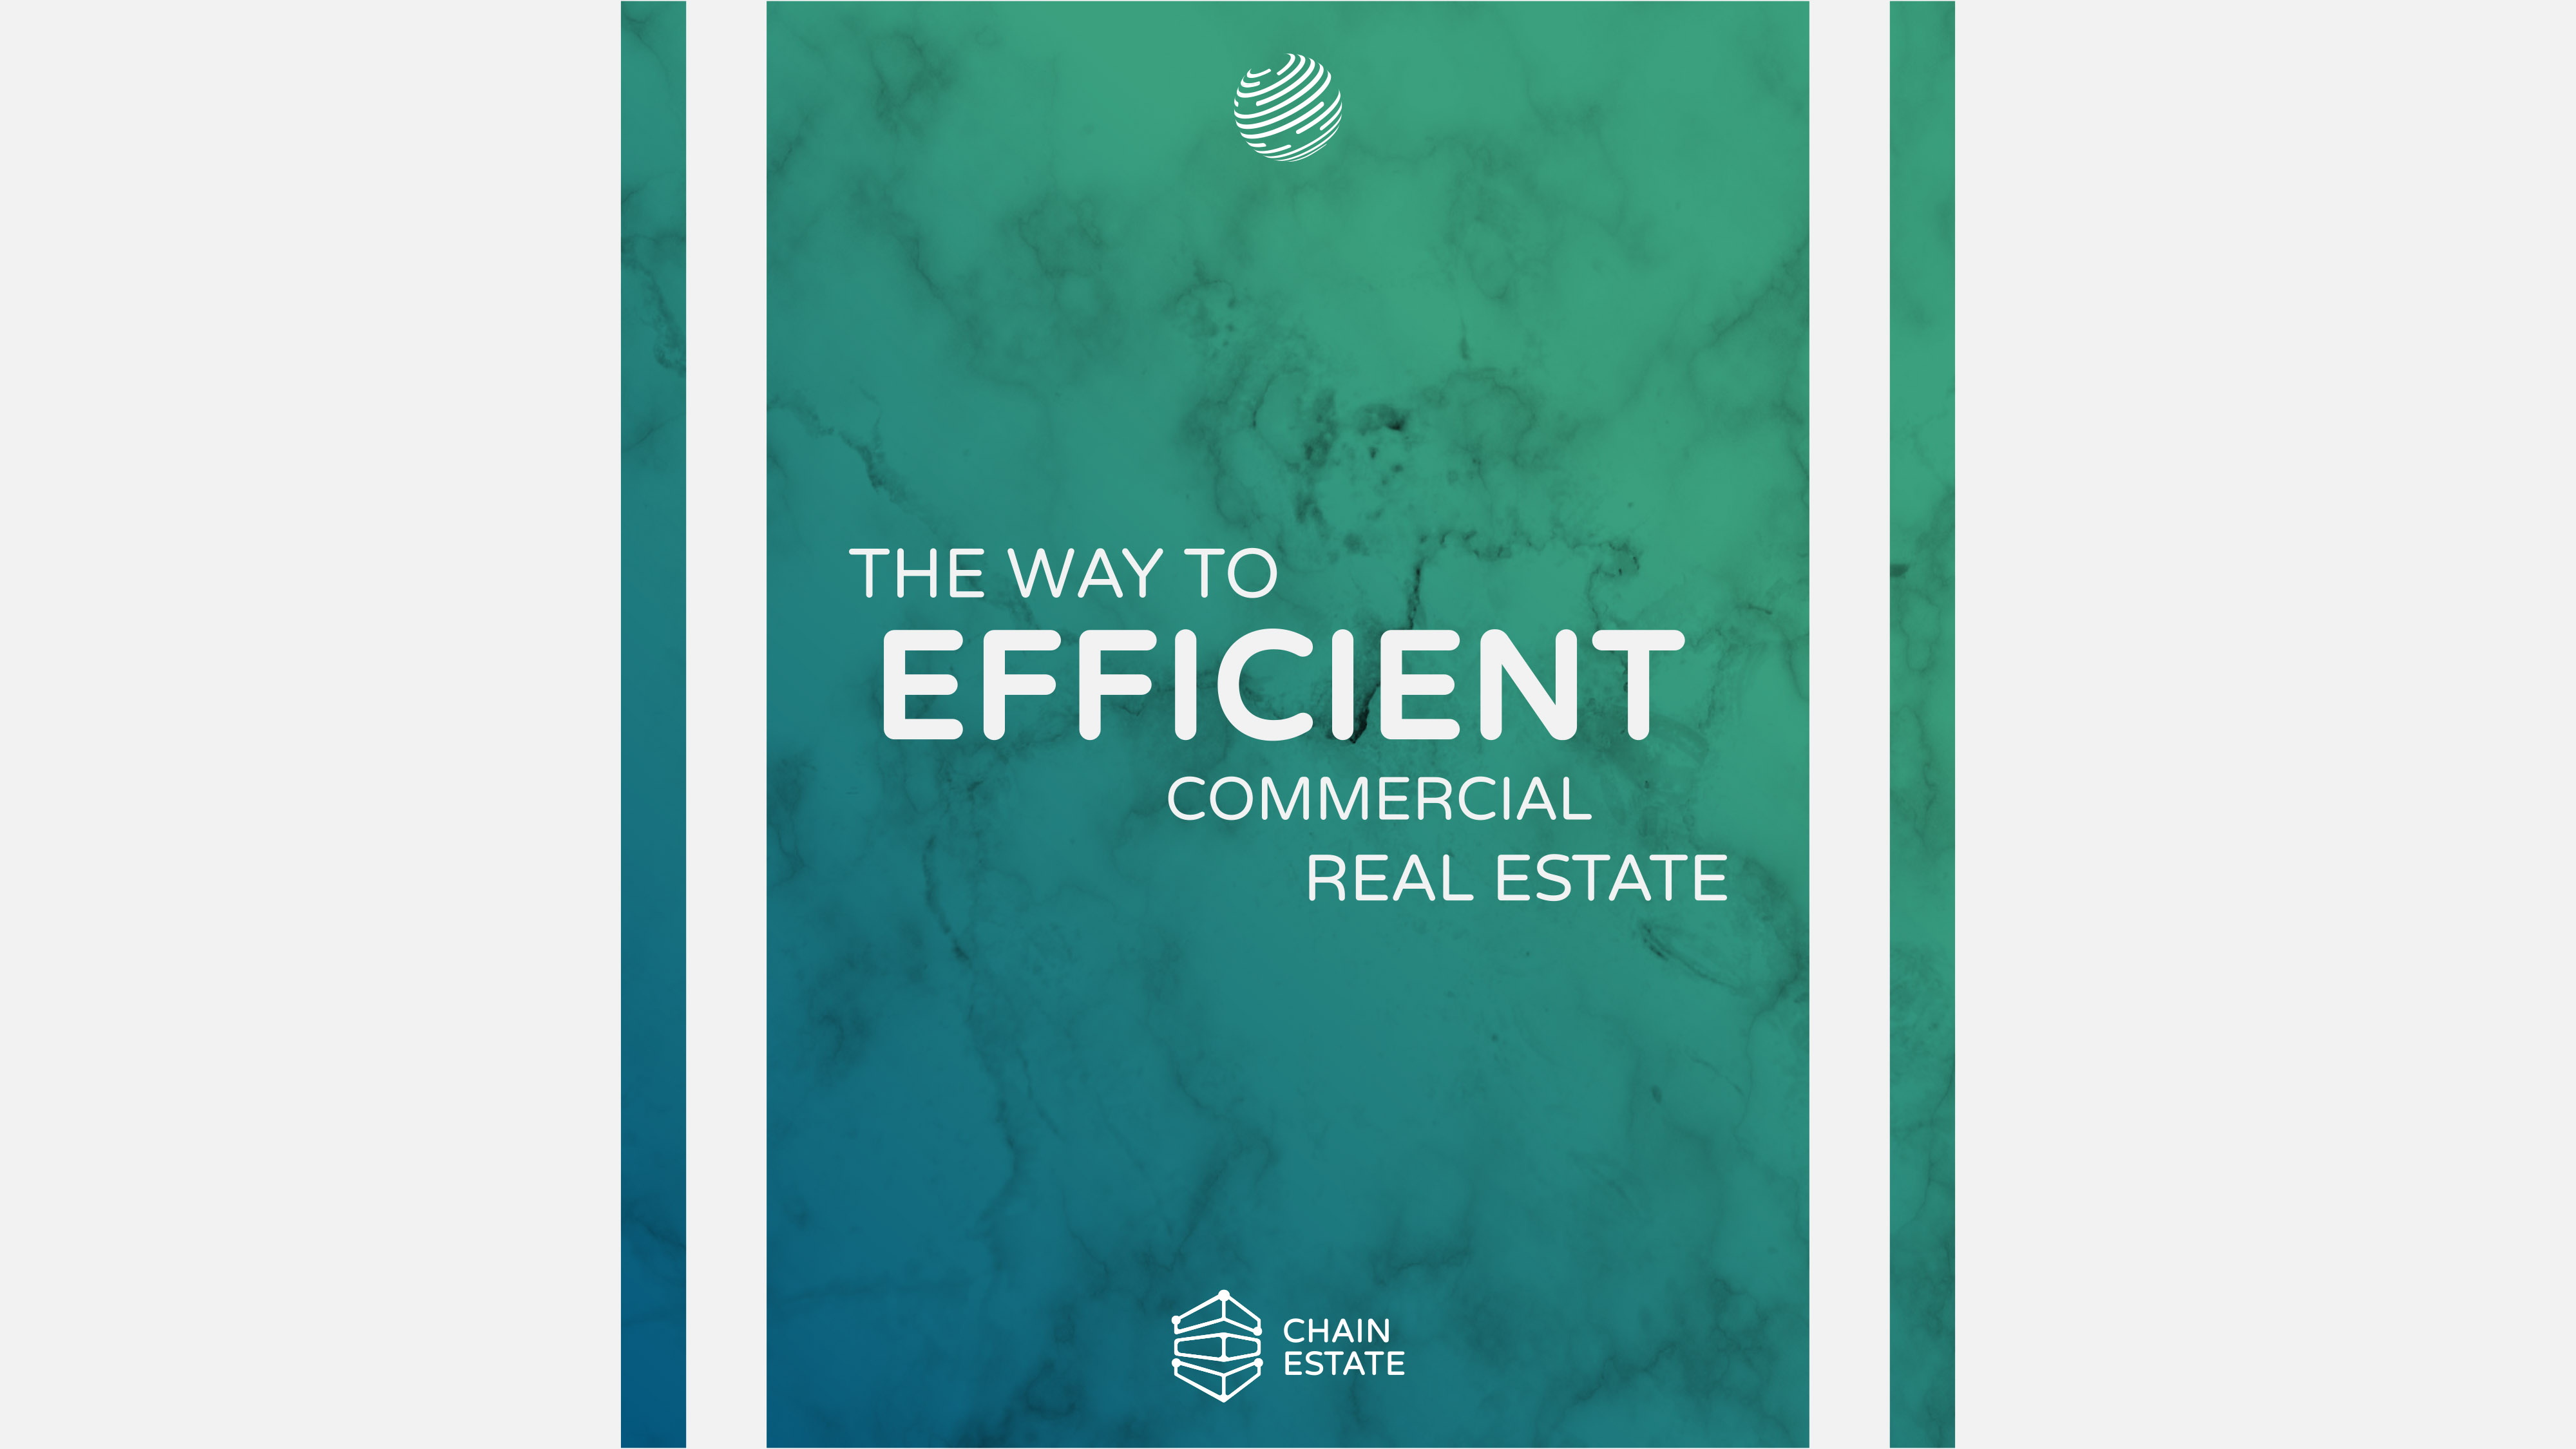 THE WAY TO
EFFICIENT
COMMERCIAL
REAL ESTATE
CHAIN
ESTATE